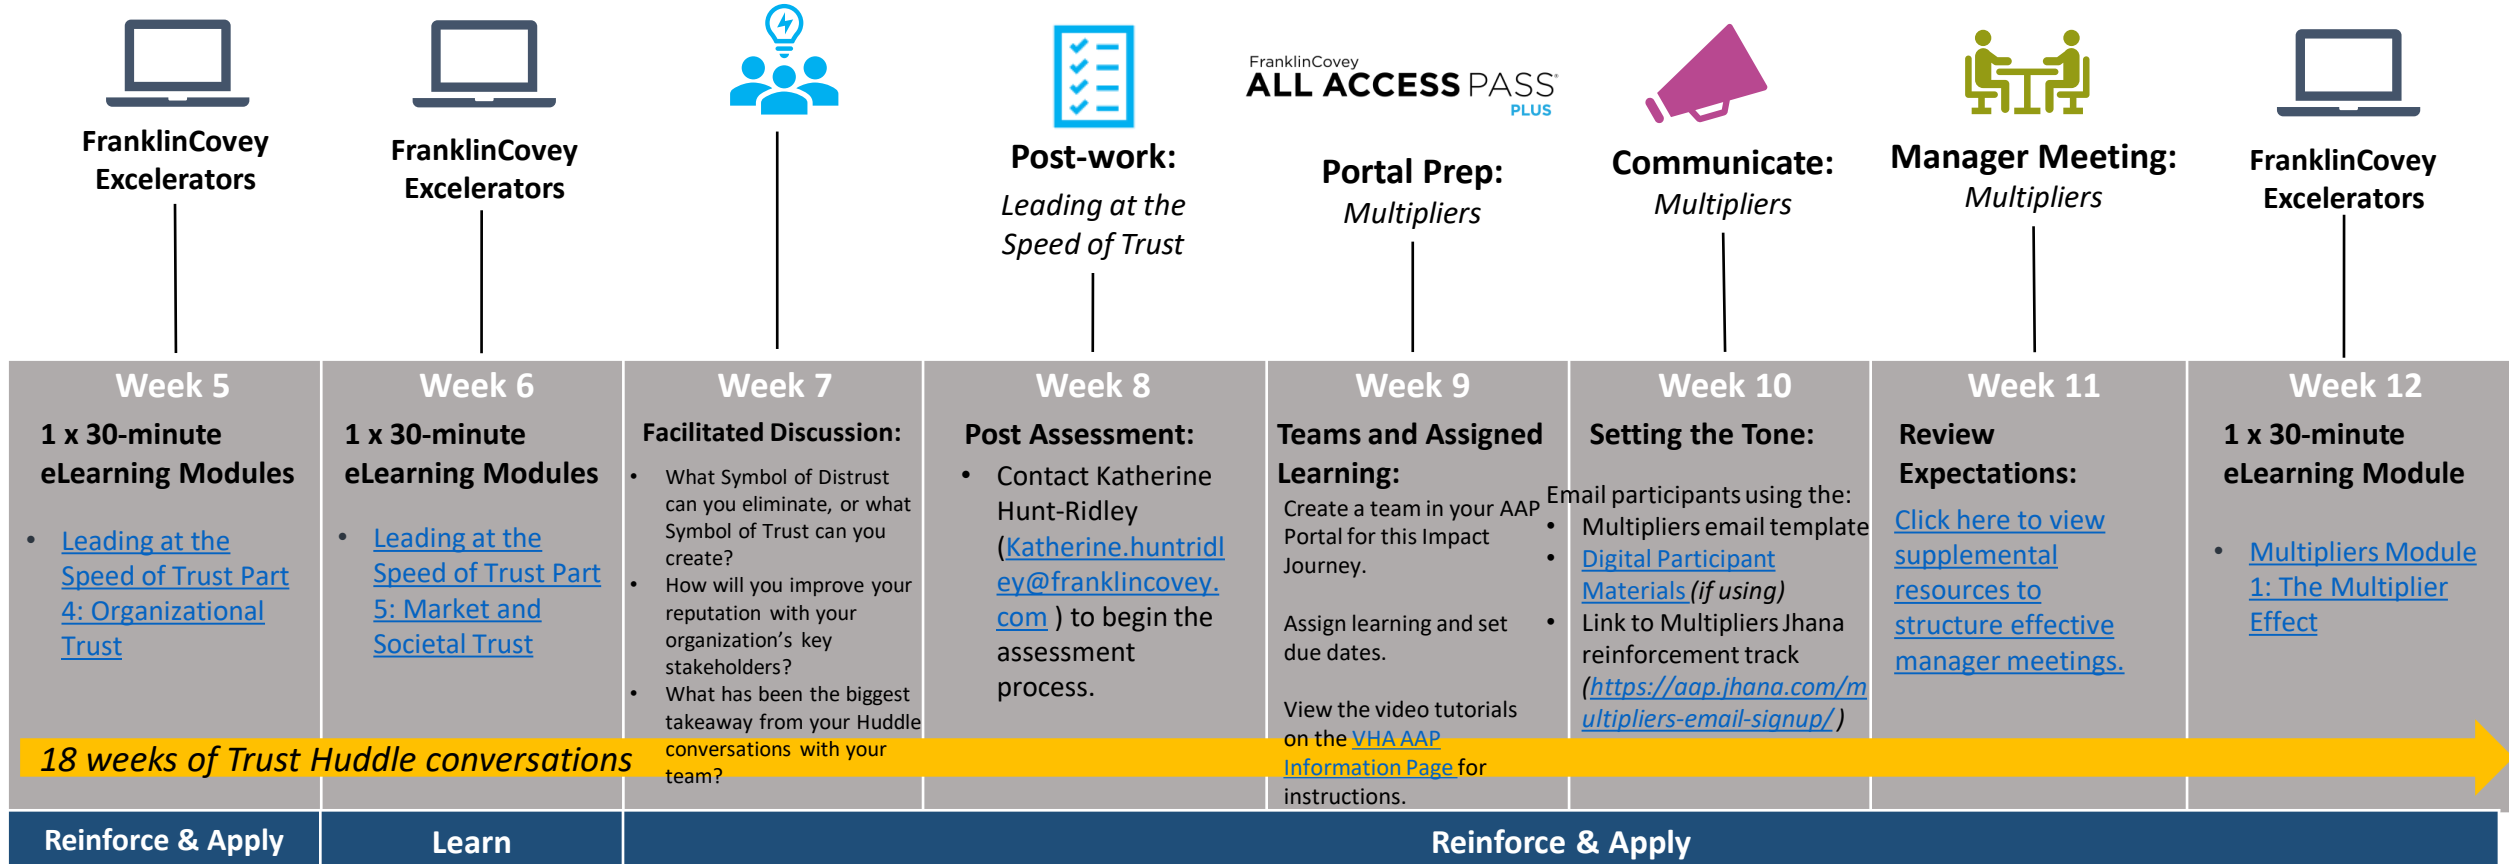 FranklinCovey
Excelerators
FranklinCovey
Excelerators
Post-work:
Leading at the
Speed of Trust
FranklinCovey
ALL ACCESS PASS®
PLUS
Portal Prep:
Multipliers
Communicate:
Multipliers
Manager Meeting:
Multipliers
FranklinCovey
Excelerators
Week 5
1 x 30-minute
eLearning Modules
• Leading at the
Speed of Trust Part
4: Organizational
Trust
Week 6
1 x 30-minute
eLearning Modules
• Leading at the
Speed of Trust Part
5: Market and
Societal Trust
Week 7
Facilitated Discussion:
• What Symbol of Distrust
can you eliminate, or what
Symbol of Trust can you
create?
• How will you improve your
reputation with your
organization’s key
stakeholders?
• What has been the biggest
takeaway from your Huddle
conversations with your
team?
Week 8
Post Assessment:
• Contact Katherine
Hunt-Ridley
(Katherine.huntridl
ey@franklincovey.
com ) to begin the
assessment
process.
Week 9
Teams and Assigned
Learning:
Create a team in your AAP
Portal for this Impact
Journey.
Assign learning and set
due dates.
View the video tutorials
on the VHA AAP
Information Page for
instructions.
Week 10
Setting the Tone:
Email participants using the:
• Multipliers email template
• Digital Participant
Materials (if using)
• Link to Multipliers Jhana
reinforcement track
(https://aap.jhana.com/m
ultipliers-email-signup/ )
Week 11
Review
Expectations:
Click here to view
supplemental
resources to
structure effective
manager meetings.
Week 12
1 x 30-minute
eLearning Module
• Multipliers Module
1: The Multiplier
Effect
18 weeks of Trust Huddle conversations
Reinforce & Apply
Learn
Reinforce & Apply